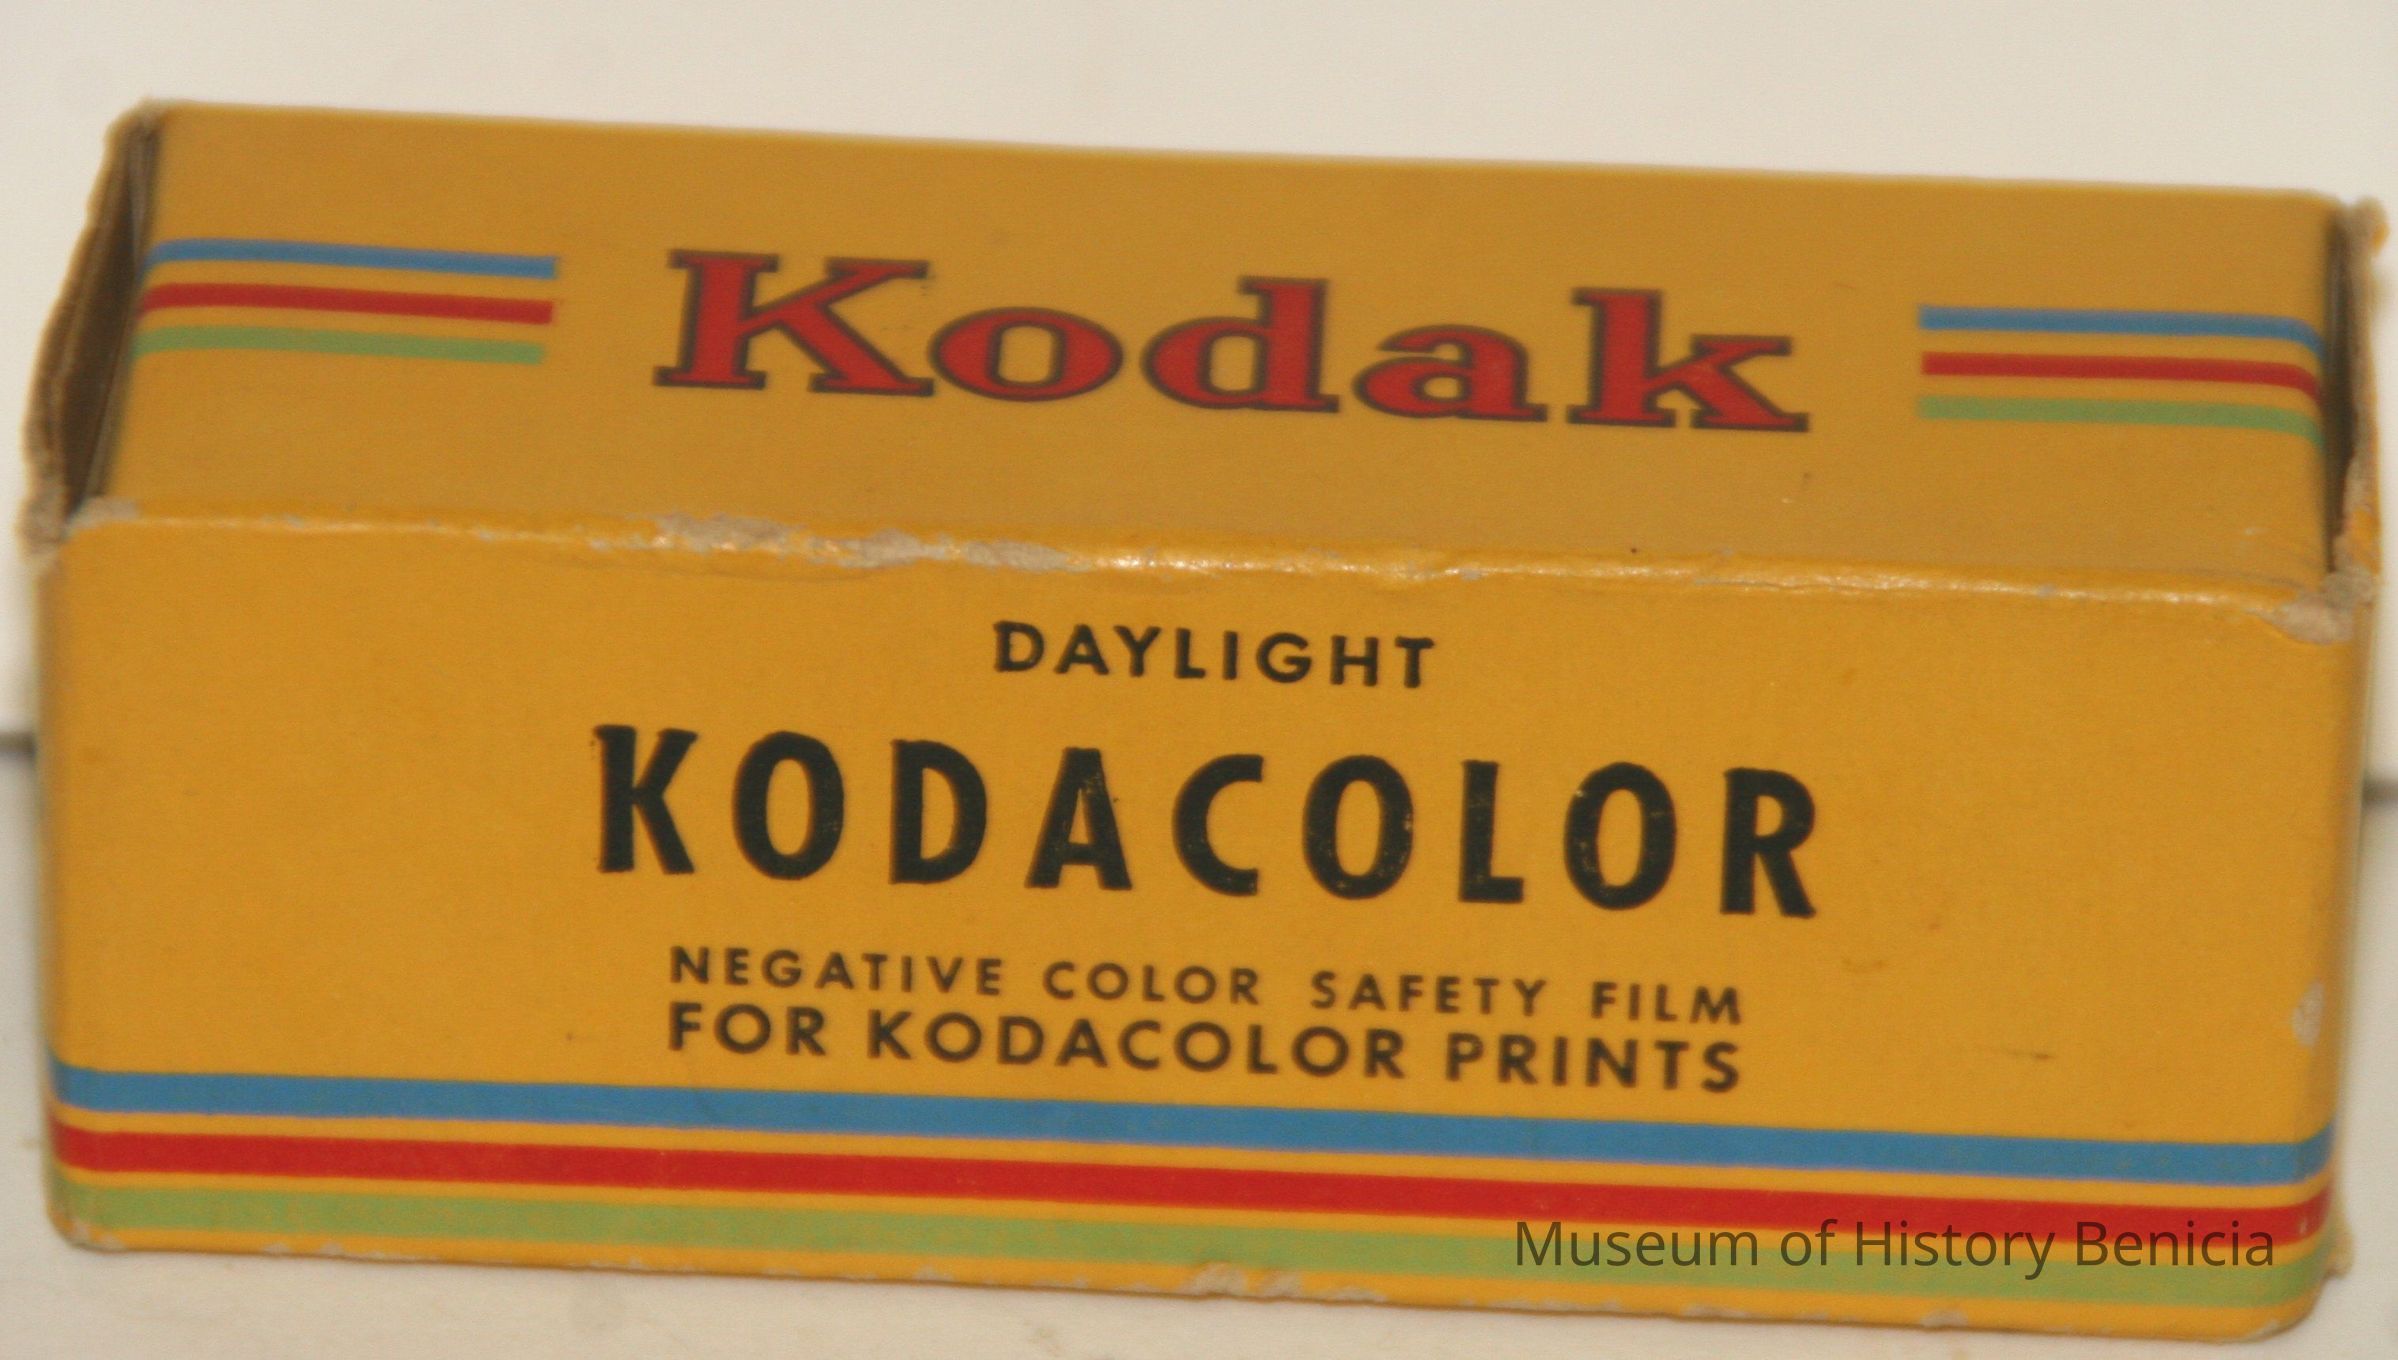 Kodak
DAYLIGHT
KODACOLOR
NEGATIVE COLOR SAFETY FILM
FOR KODACOLOR PRINTS
Museum of History Benicia